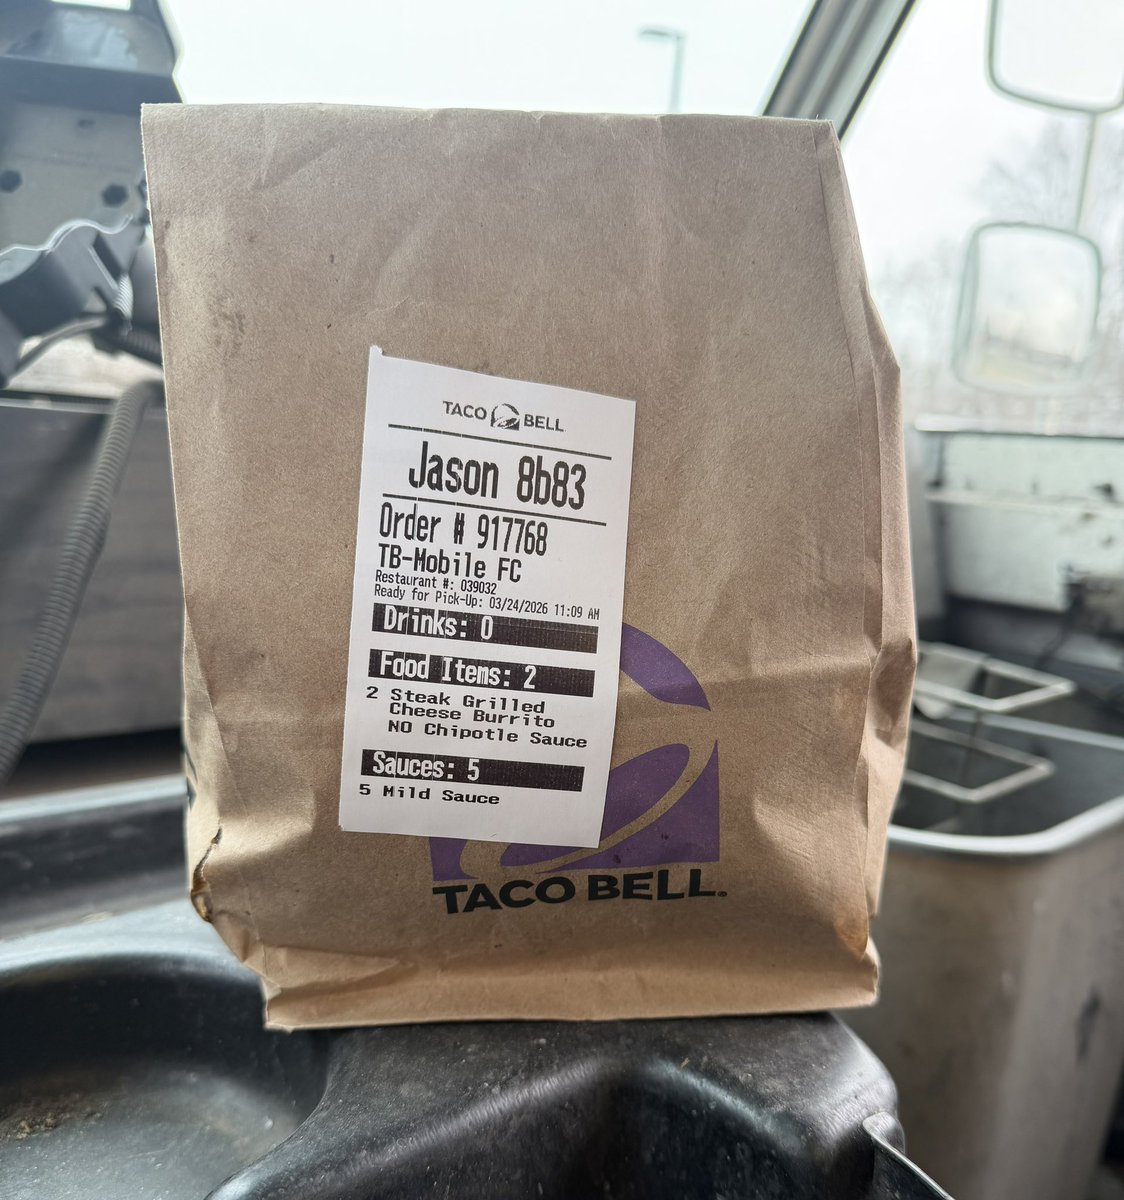 TACO BELL
Jason 8b83
Order # 917768
TB-Mobile FC
Restaurant #: 039032
Ready for Pick-Up: 03/24/2026 11:09 AM
Drinks: 0
Food Items: 2
2 Steak Grilled
Cheese Burrito
NO Chipotle Sauce
Sauces: 5
5 Mild Sauce
TACO BELL®